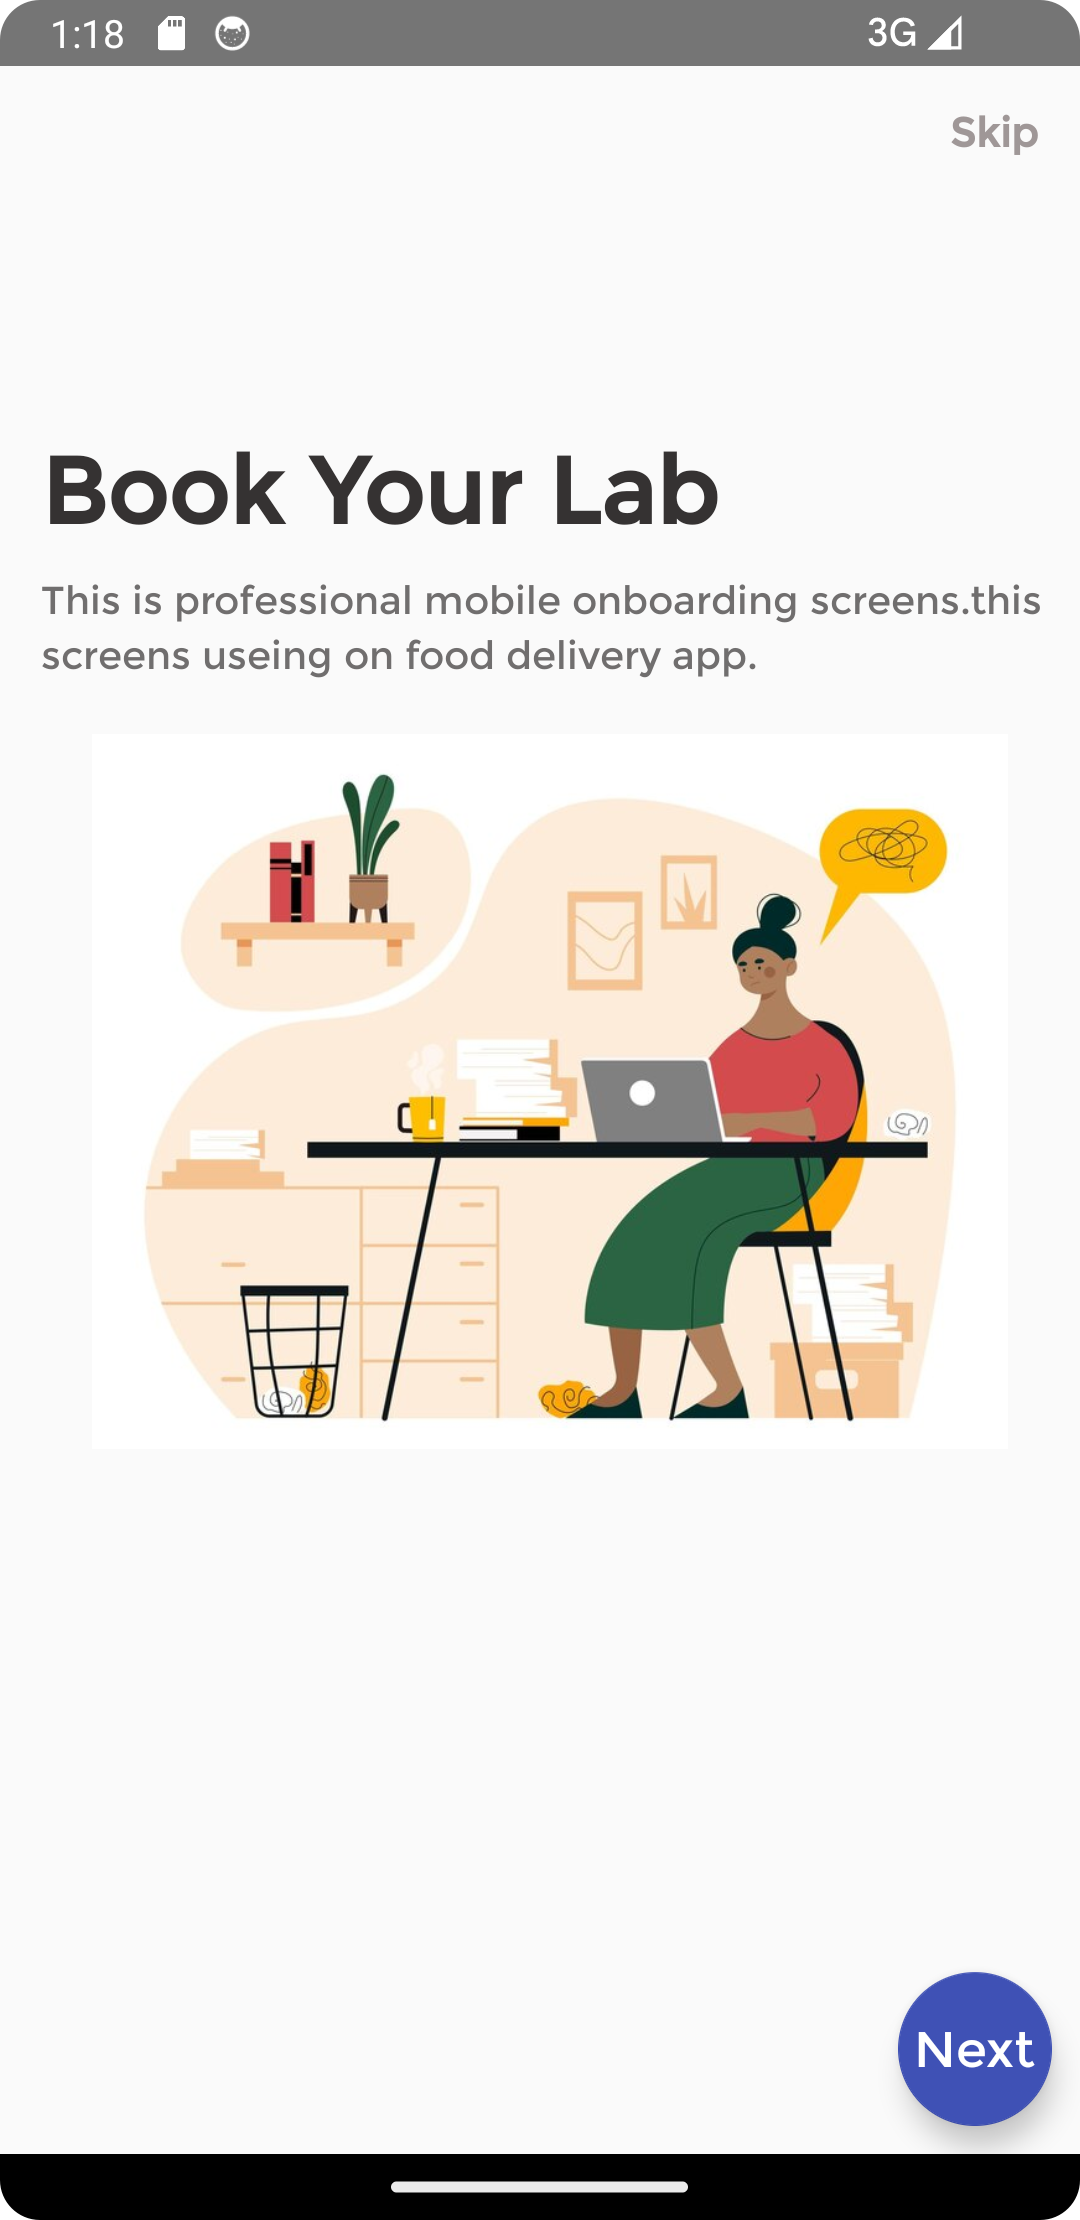 1:18 3G
Skip
Book Your Lab
This is professional mobile onboarding screens.this
screens useing on food delivery app.
Next